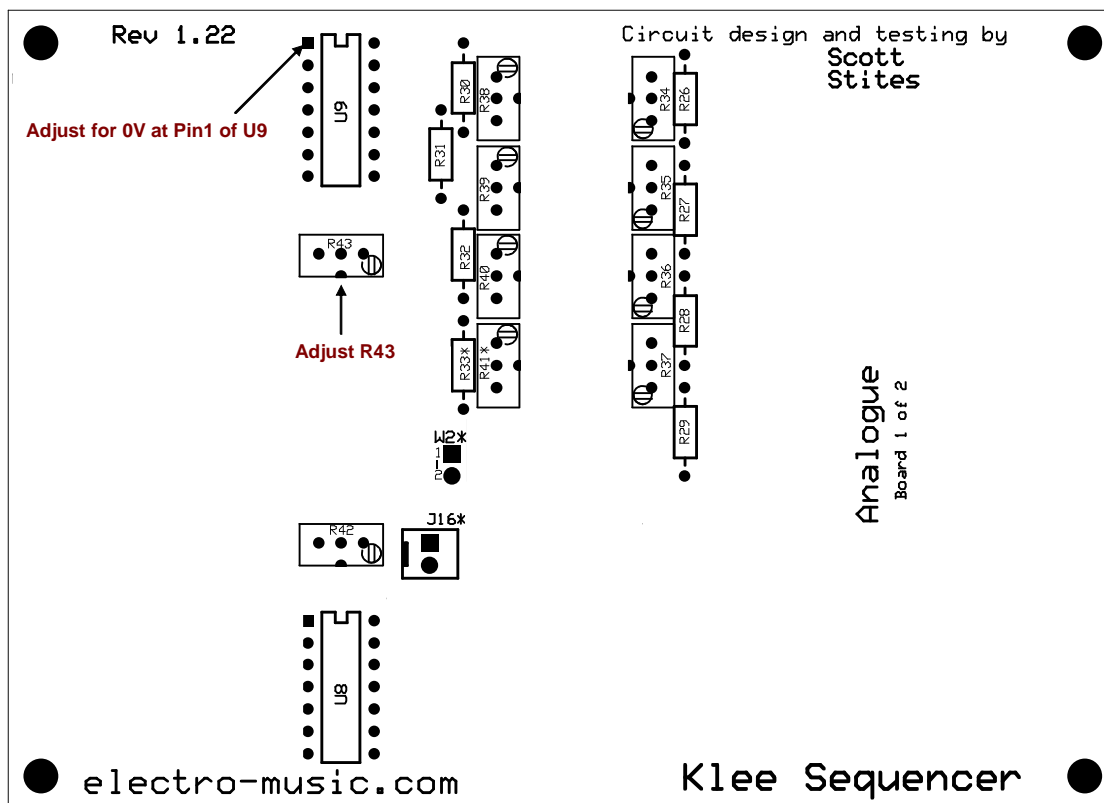 Rev 1.22
Circuit design and testing by
Scott
Stites
Adjust for 0V at Pin1 of U9
U9
R30
R38
R34
R26
R31
R39
R35
R27
R43
R32
R40
R36
R28
Adjust R43
R33*
R41*
R37
R29
Analogue
Board 1 of 2
W2*
1
2
J16*
R42
U8
electro-music.com
Klee Sequencer